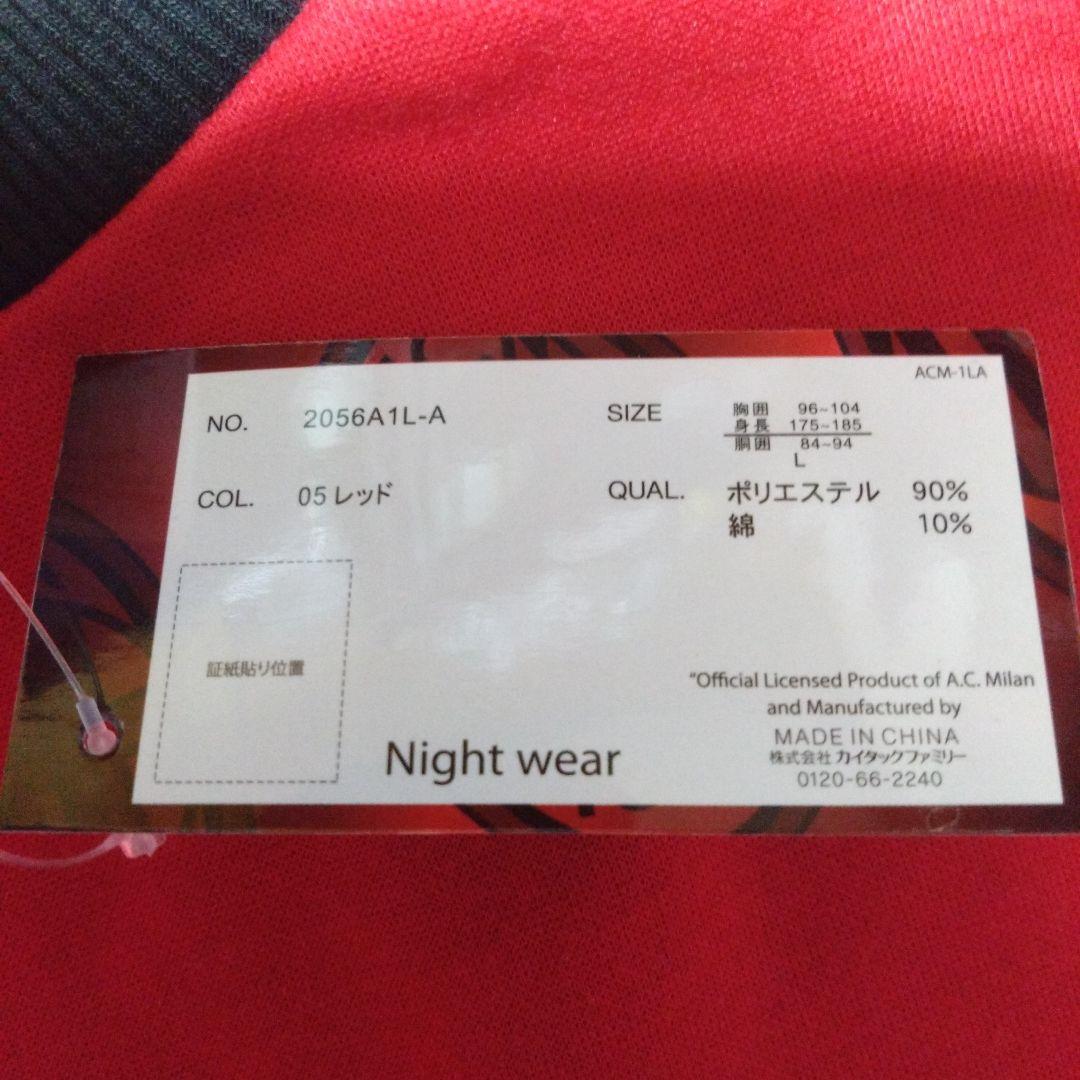 ACM-1LA
NO. 2056A1L-A
SIZE 胸囲 96~104
身長 175~185
胴囲 84~94
L
COL. 05レッド
QUAL. ポリエステル 90%
綿 10%
証紙貼り位置
"Official Licensed Product of A.C. Milan
and Manufactured by
MADE IN CHINA
株式会社 カイタックファミリー
0120-66-2240
Night wear